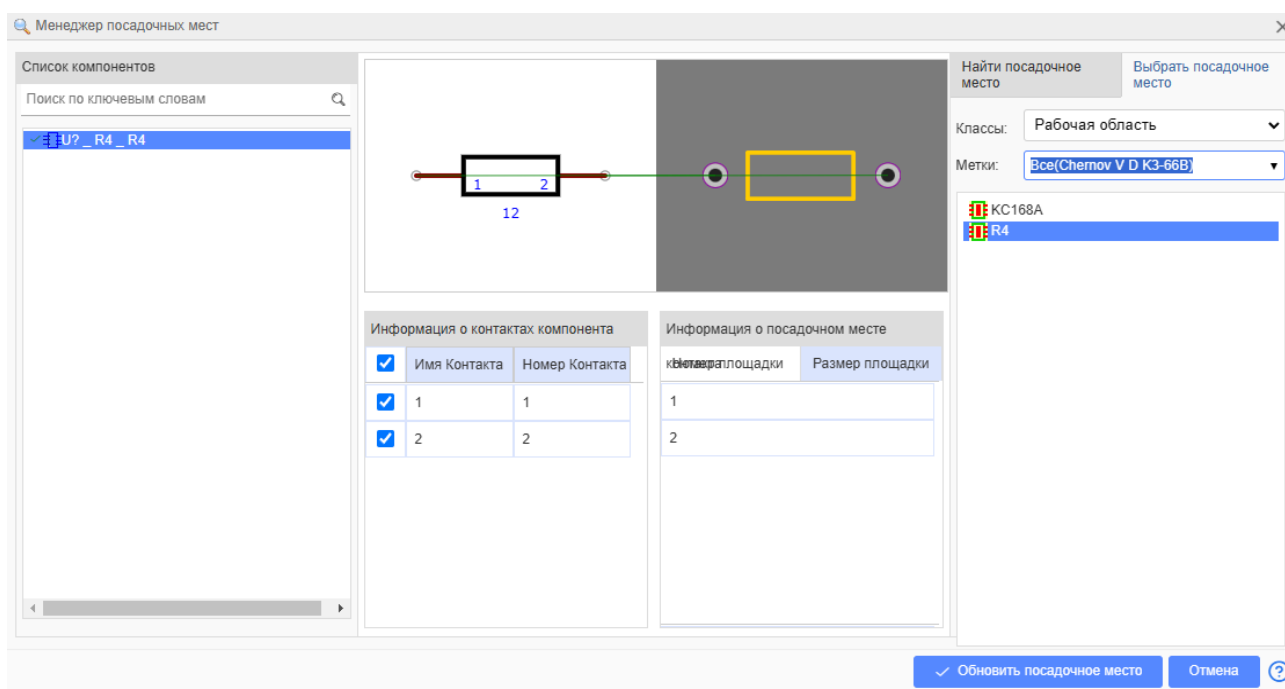 Менеджер посадочных мест
Список компонентов
Поиск по ключевым словам
U? _ R4 _ R4
1 2
12
Найти посадочное
место
Выбрать посадочное
место
Классы: Рабочая область
Метки: Все(Chernov V D K3-66B)
KC168A
R4
Информация о контактах компонента
Имя Контакта Номер Контакта
1 1
2 2
Информация о посадочном месте
Номер площадки Размер площадки
1
2
Обновить посадочное место Отмена